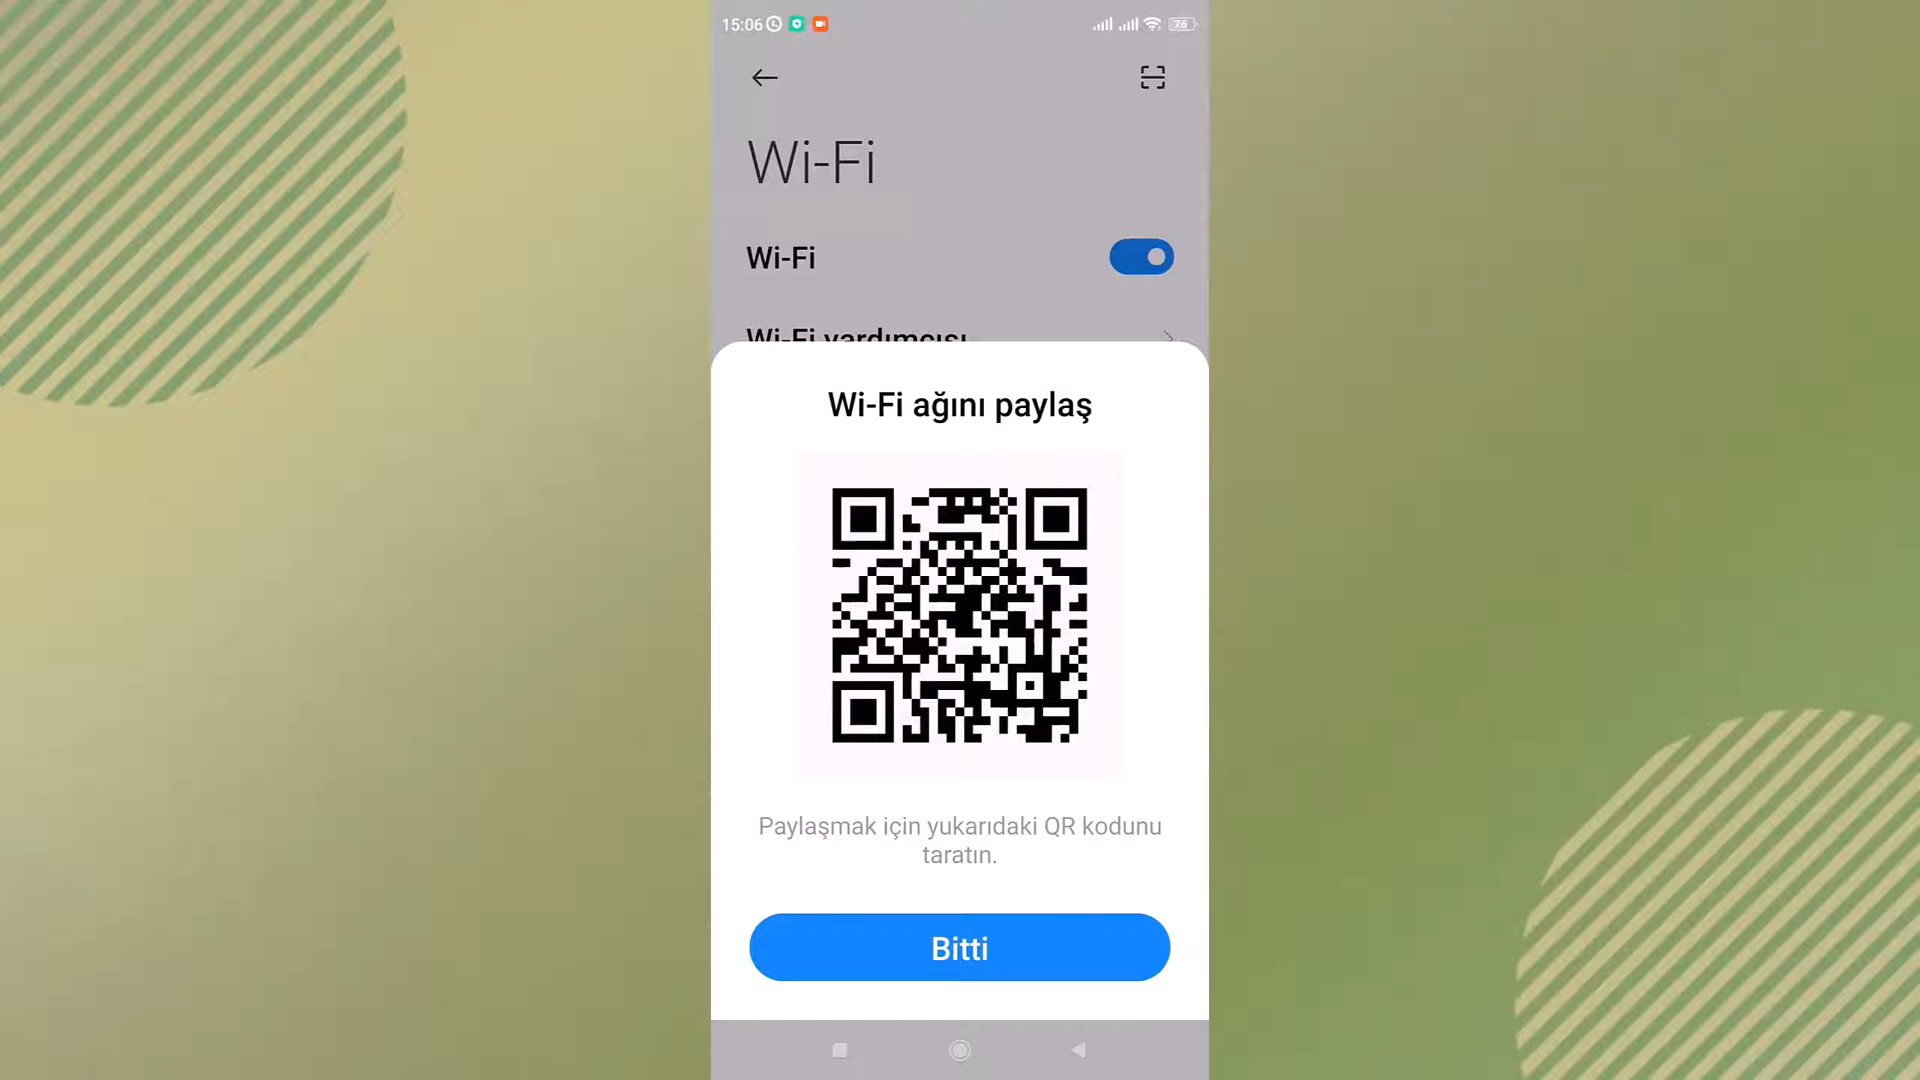 15:06
76
Wi-Fi
Wi-Fi
Wi-Fi yardımcısı
Wi-Fi ağını paylaş
Paylaşmak için yukarıdaki QR kodunu
taratın.
Bitti